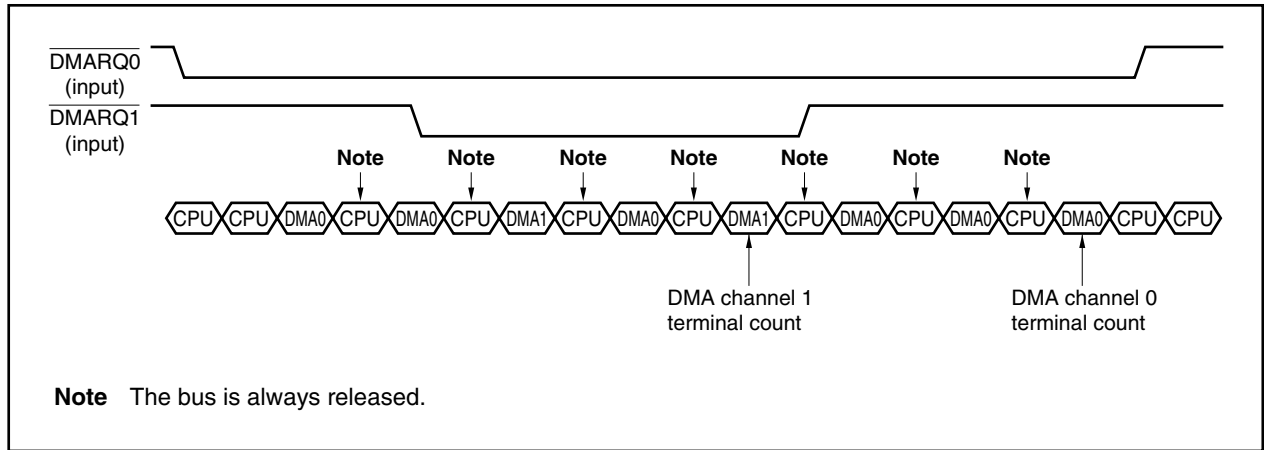 DMARQ0
(input)
DMARQ1
(input)
Note Note Note Note Note Note Note
CPU CPU DMA0 CPU DMA0 CPU DMA1 CPU DMA0 CPU DMA1 CPU DMA0 CPU DMA0 CPU DMA0 CPU CPU
DMA channel 1
terminal count
DMA channel 0
terminal count
Note The bus is always released.